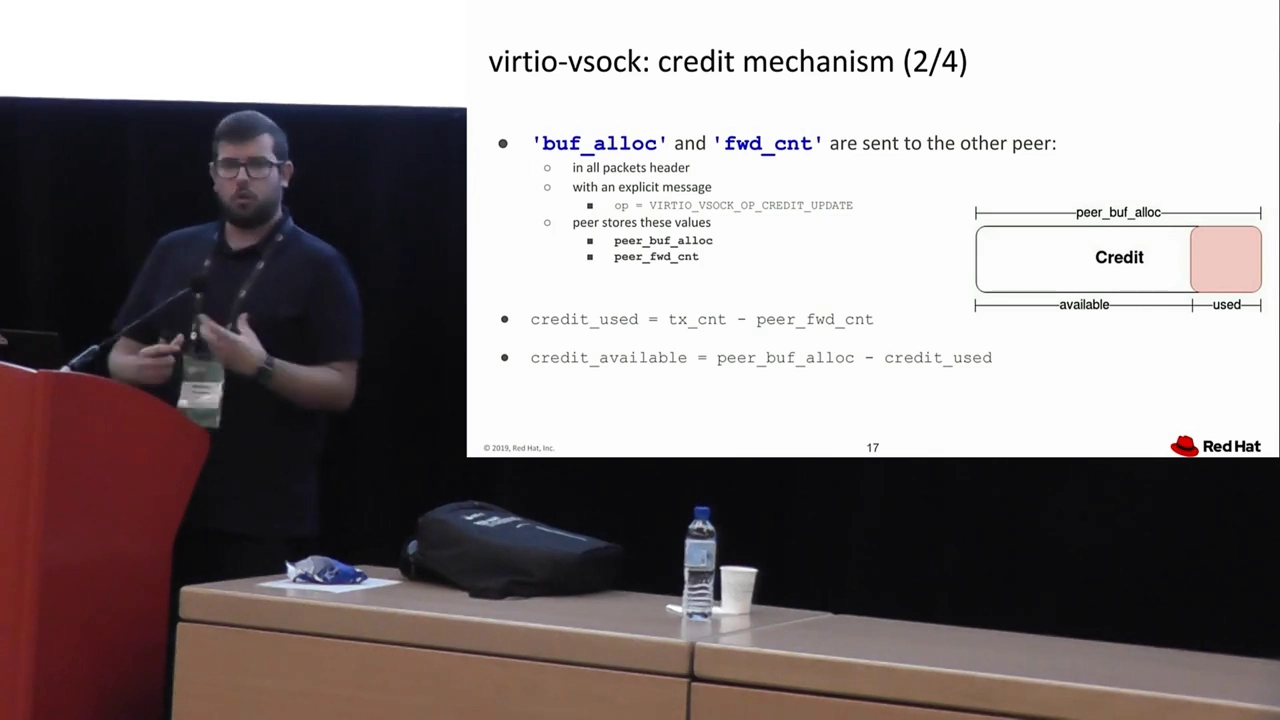 virtio-vsock: credit mechanism (2/4)
● 'buf_alloc' and 'fwd_cnt' are sent to the other peer:
○ in all packets header
○ with an explicit message
■ op = VIRTIO_VSOCK_OP_CREDIT_UPDATE
○ peer stores these values
■ peer_buf_alloc
■ peer_fwd_cnt
peer_buf_alloc
Credit
available
used
● credit_used = tx_cnt - peer_fwd_cnt
● credit_available = peer_buf_alloc - credit_used
© 2019, Red Hat, Inc.
17
Red Hat